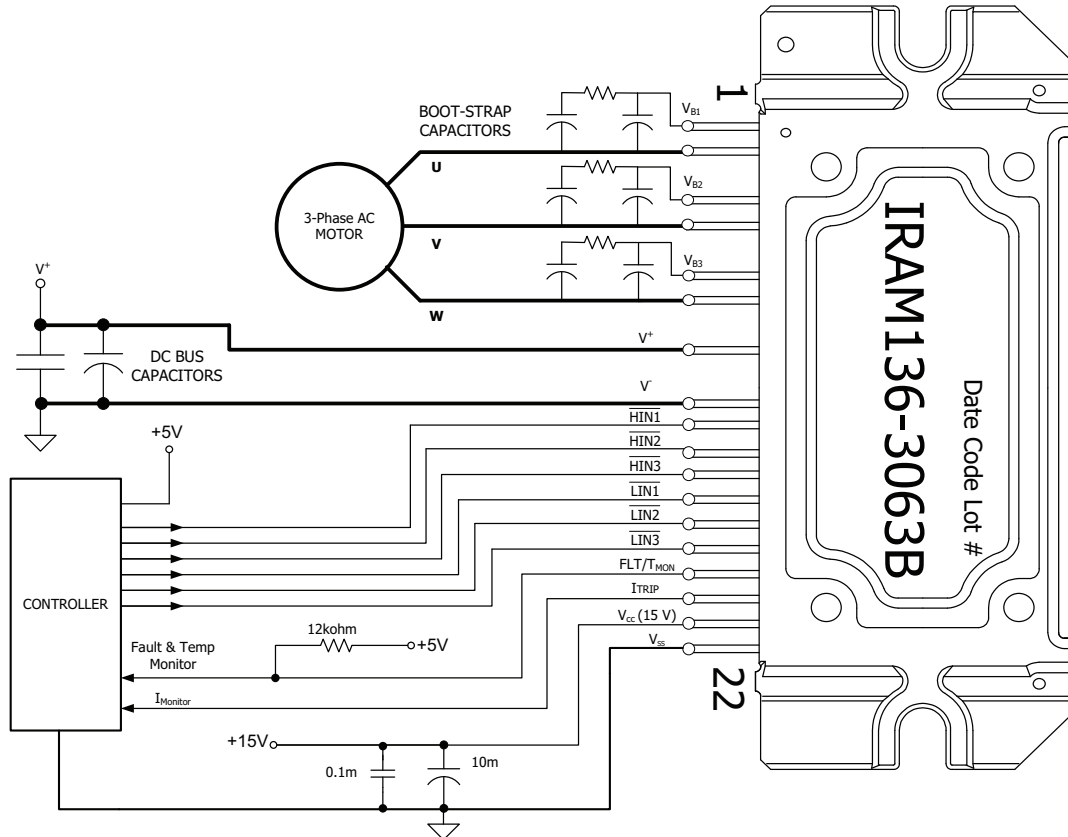 BOOT-STRAP
CAPACITORS
3-Phase AC
MOTOR
U
V
W
V⁺
DC BUS
CAPACITORS
+5V
CONTROLLER
Fault & Temp
Monitor
12kohm
+5V
IMonitor
+15V
0.1m
10m
1
VB1
VB2
VB3
V⁺
V⁻
HIN1
HIN2
HIN3
LIN1
LIN2
LIN3
FLT/TMON
ITRIP
Vcc (15 V)
VSS
22
IRAM136-3063B
Date Code Lot #